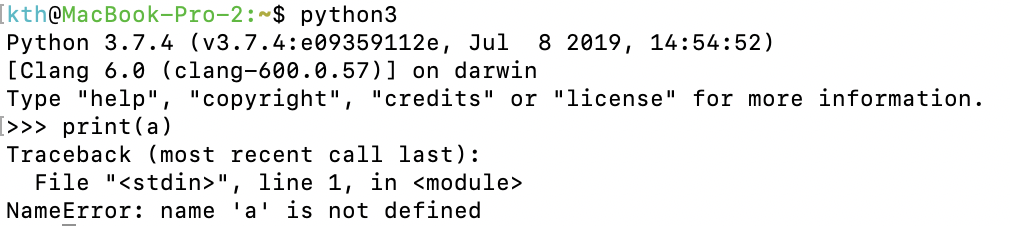 [kth@MacBook-Pro-2:~$ python3
Python 3.7.4 (v3.7.4:e09359112e, Jul  8 2019, 14:54:52)
[Clang 6.0 (clang-600.0.57)] on darwin
Type "help", "copyright", "credits" or "license" for more information.
[>>> print(a)
Traceback (most recent call last):
  File "<stdin>", line 1, in <module>
NameError: name 'a' is not defined